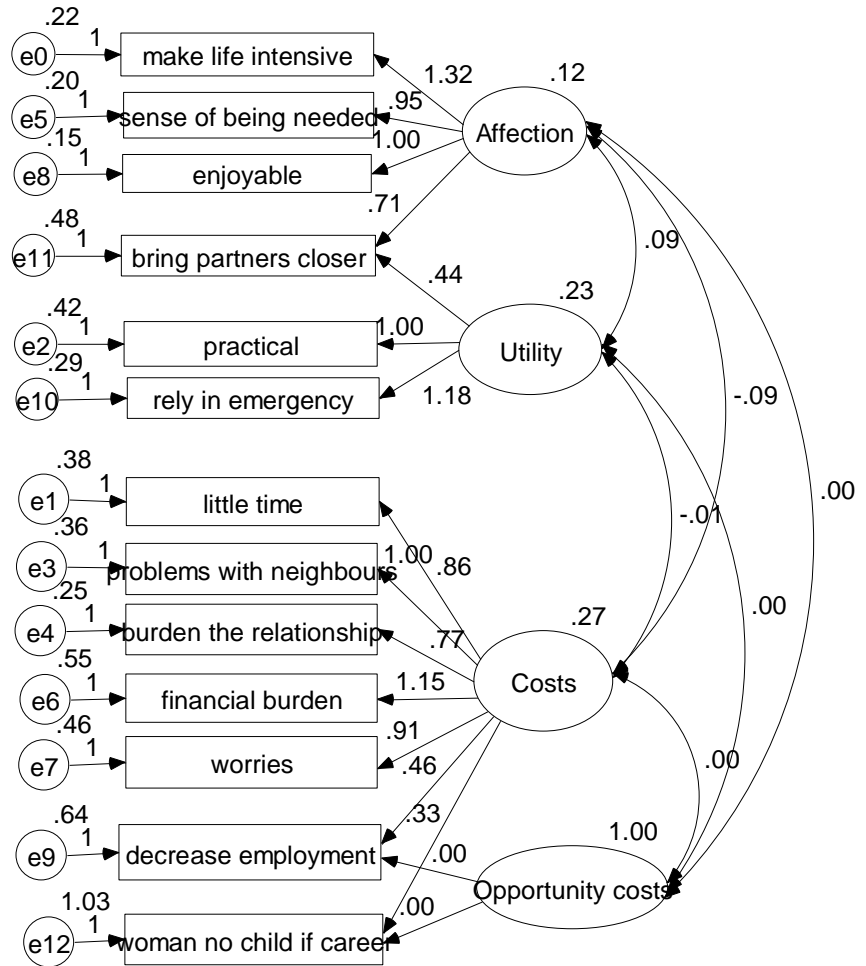 .22
1
e0
make life intensive
1.32
.12
.20
1
e5
sense of being needed
.95
Affection
.15
1
e8
enjoyable
1.00
.71
.48
1
e11
bring partners closer
.44
.09
.23
.42
1
e2
practical
1.00
Utility
.29
1
e10
rely in emergency
1.18
-.09
.38
1
e1
little time
.00
-.01
.36
1
e3
problems with neighbours
1.00
.86
.00
.25
1
e4
burden the relationship
.77
.27
.55
1
e6
financial burden
1.15
Costs
.46
1
e7
worries
.91
.46
.00
.64
1
e9
decrease employment
.33
.00
1.00
Opportunity costs
1.03
1
e12
woman no child if career
.00